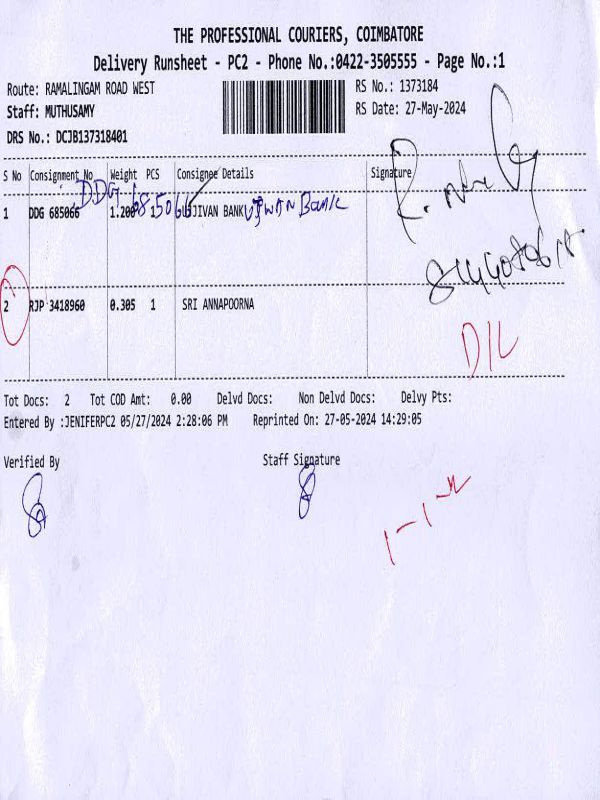 THE PROFESSIONAL COURIERS, COIMBATORE
Delivery Runsheet - PC2 - Phone No.:0422-3505555 - Page No.:1
Route: RAMALINGAM ROAD WEST
RS No.: 1373184
Staff: MUTHUSAMY
RS Date: 27-May-2024
DRS No.: DCJB137318401
S No Consignment No Weight PCS Consignee Details Signature
DDG 685066 UJJIVAN Bank
1 DDG 685066 1.200 1 UJJIVAN BANK
2 RJP 3418960 0.305 1 SRI ANNAPOORNA
D/L
Tot Docs: 2 Tot COD Amt: 0.00 Delvd Docs: Non Delvd Docs: Delvy Pts:
Entered By :JENIFERPC2 05/27/2024 2:28:06 PM Reprinted On: 27-05-2024 14:29:05
Verified By Staff Signature